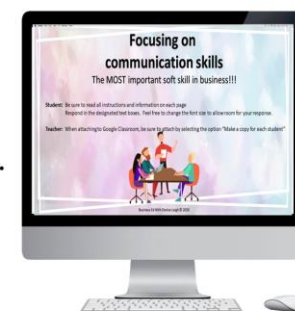 Focusing on
communication skills
The MOST important soft skill in business!!!
Student: Be sure to read all instructions and information on each page
Respond in the designated text boxes. Feel free to change the font size to allow room for your response.
Teacher: When attaching to Google Classroom, be sure to attach by selecting the option "Make a copy for each student"